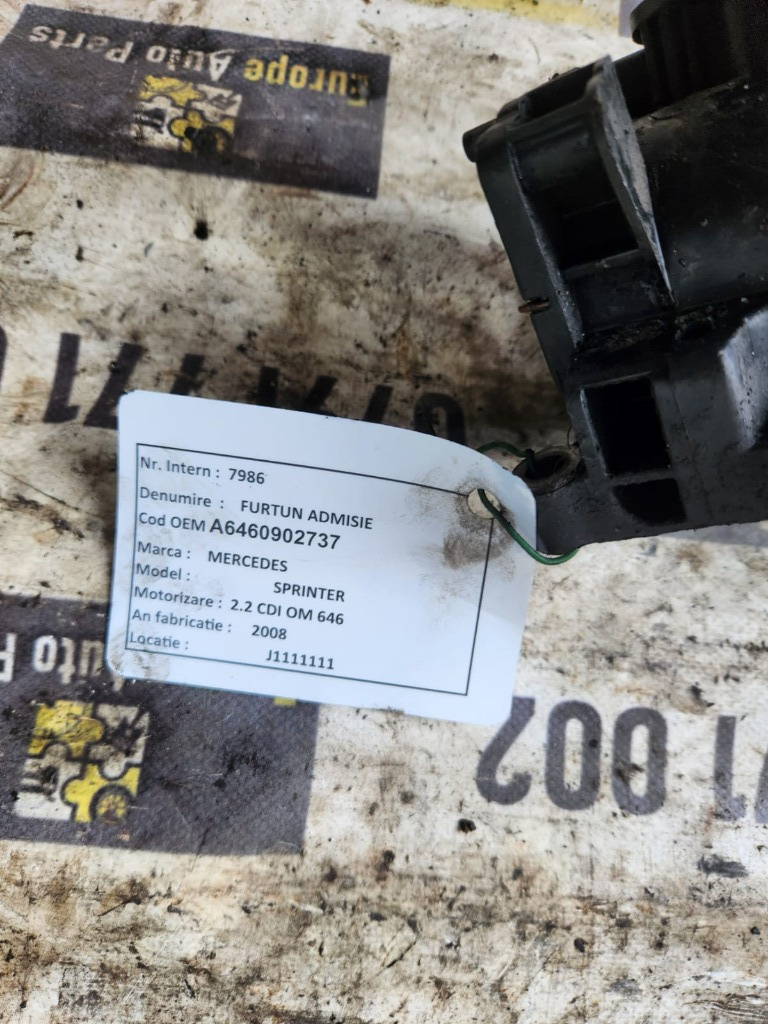 Europe Auto Parts
Nr. Intern : 7986
Denumire : FURTUN ADMISIE
Cod OEM A6460902737
Marca : MERCEDES
Model : SPRINTER
Motorizare : 2.2 CDI OM 646
An fabricatie : 2008
Locatie : J1111111
002